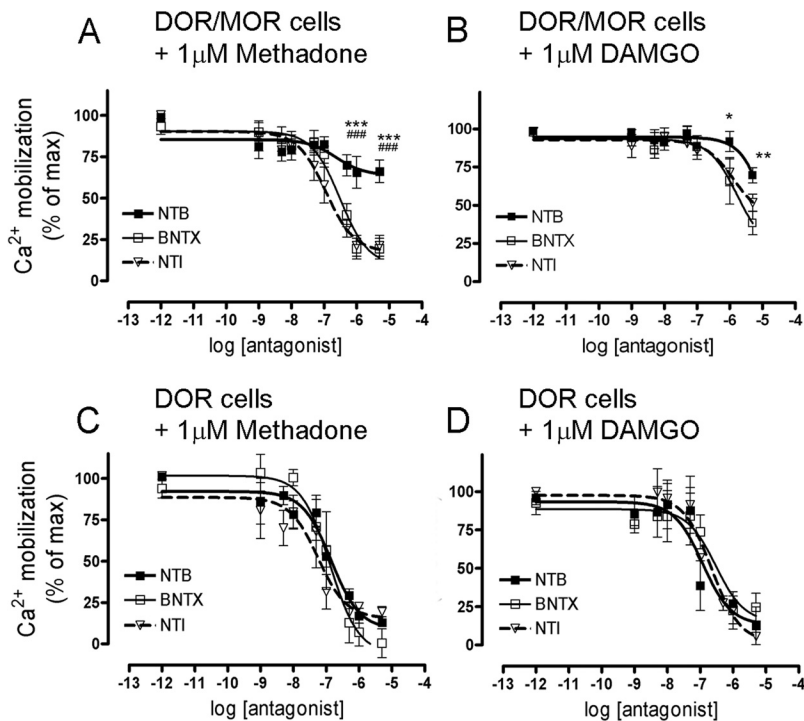 A
DOR/MOR cells
+ 1µM Methadone
Ca2+ mobilization
(% of max)
100
75
50
25
0
***
###
***
###
NTB
BNTX
NTI
-13 -12 -11 -10 -9 -8 -7 -6 -5 -4
log [antagonist]
B
DOR/MOR cells
+ 1µM DAMGO
100
75
50
25
0
*
**
NTB
BNTX
NTI
-13 -12 -11 -10 -9 -8 -7 -6 -5 -4
log [antagonist]
C
DOR cells
+ 1µM Methadone
Ca2+ mobilization
(% of max)
100
75
50
25
0
NTB
BNTX
NTI
-13 -12 -11 -10 -9 -8 -7 -6 -5 -4
log [antagonist]
D
DOR cells
+ 1µM DAMGO
100
75
50
25
0
NTB
BNTX
NTI
-13 -12 -11 -10 -9 -8 -7 -6 -5 -4
log [antagonist]